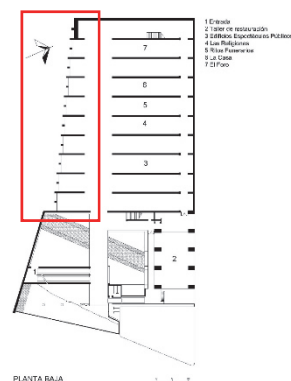 1 Entrada
2 Taller de restauración
3 Edificios Espectáculos Público
4 Las Religiones
5 Ritos Funerarios
6 La Casa
7 El Foro
7
6
5
4
3
2
1
PLANTA BAJA